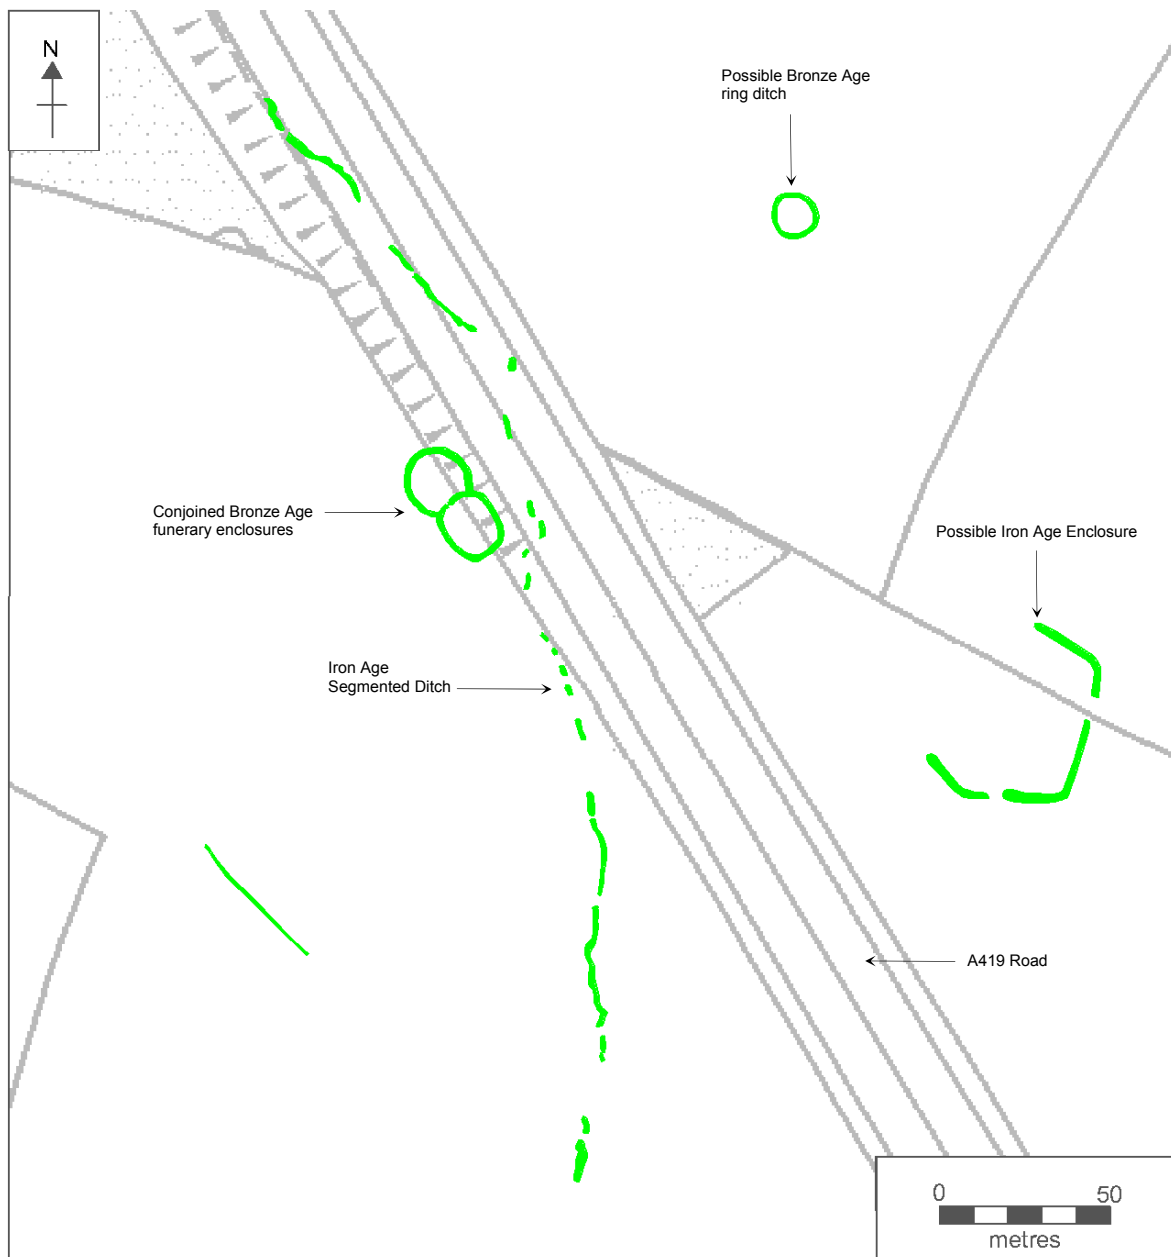 N
Possible Bronze Age
ring ditch
Conjoined Bronze Age
funerary enclosures
Possible Iron Age Enclosure
Iron Age
Segmented Ditch
A419 Road
0 50
metres